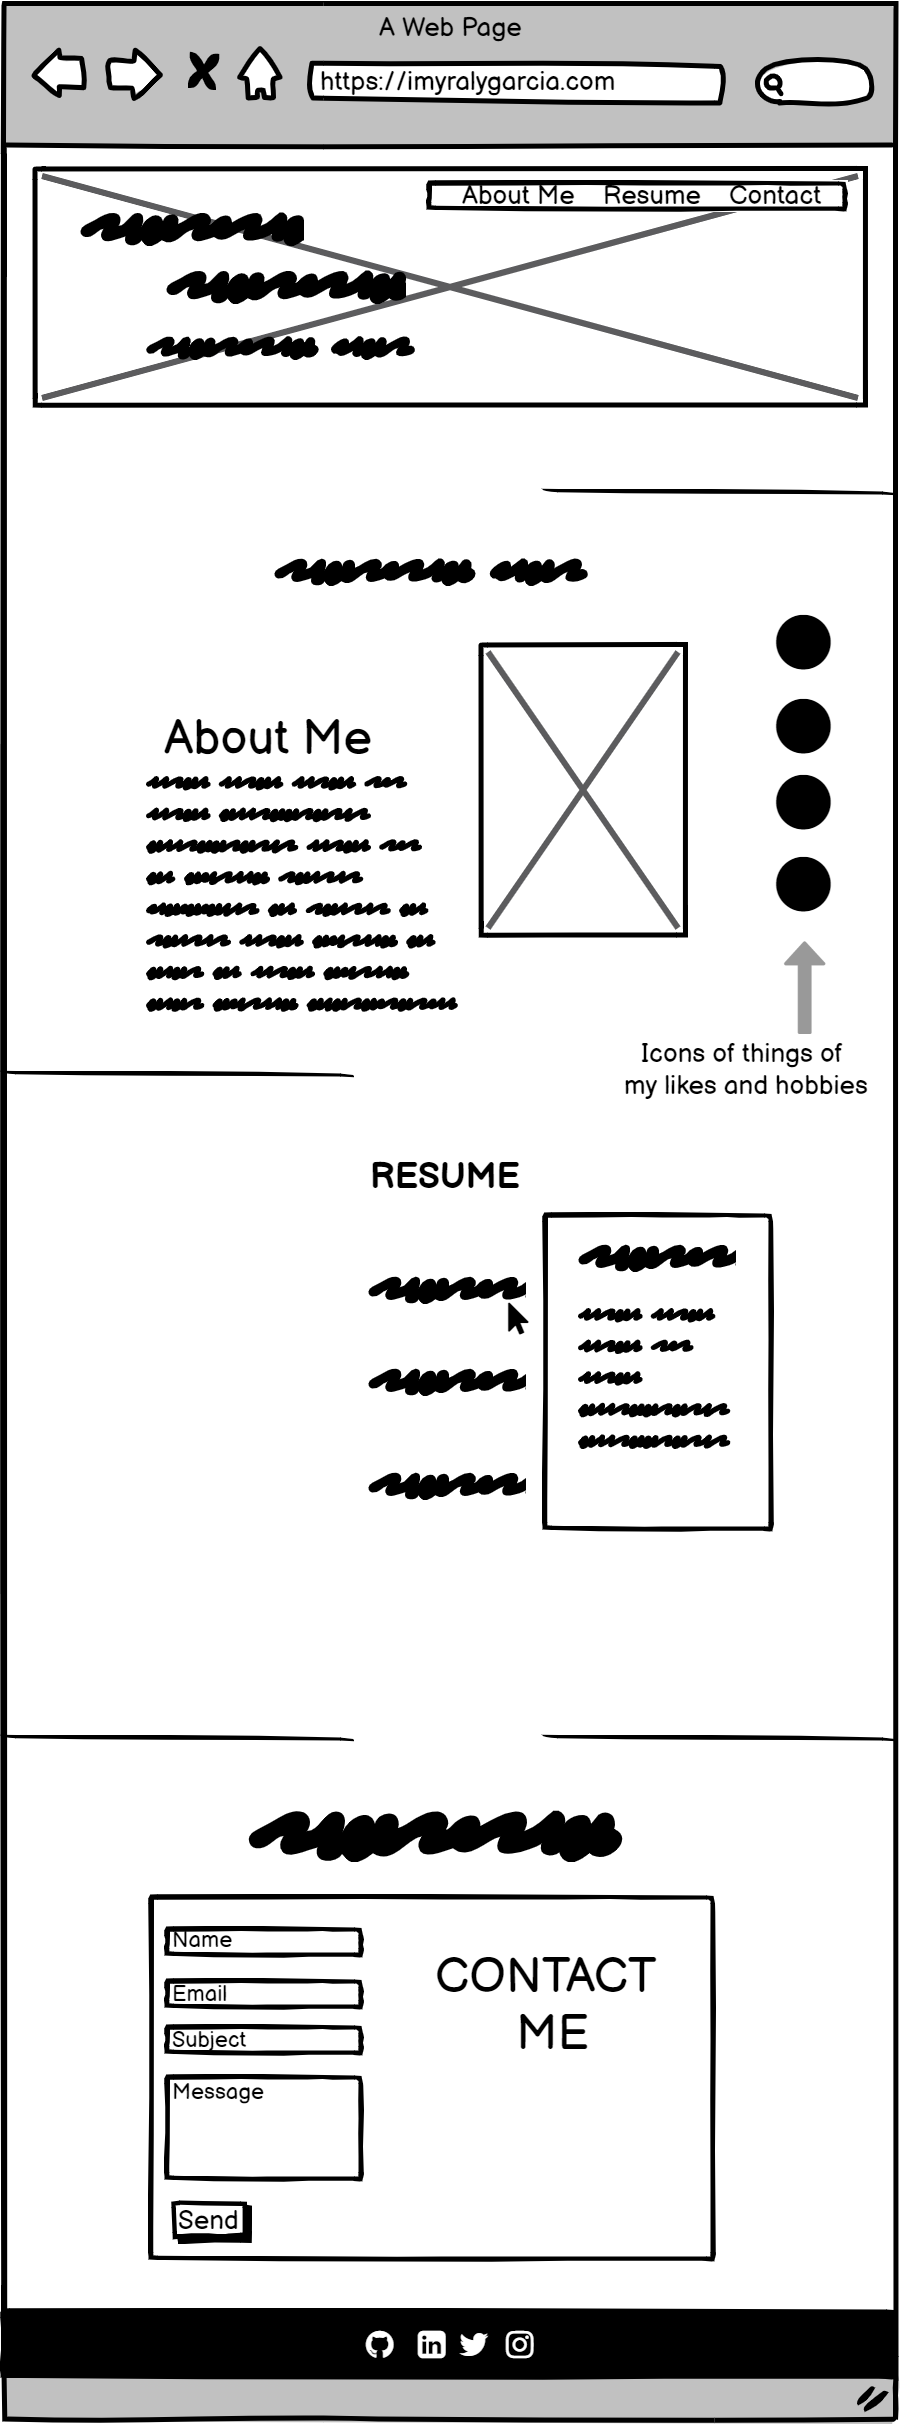 A Web Page
https://imyralygarcia.com
About Me Resume Contact
About Me
Icons of things of
my likes and hobbies
RESUME
Name
Email
Subject
Message
CONTACT
ME
Send
in